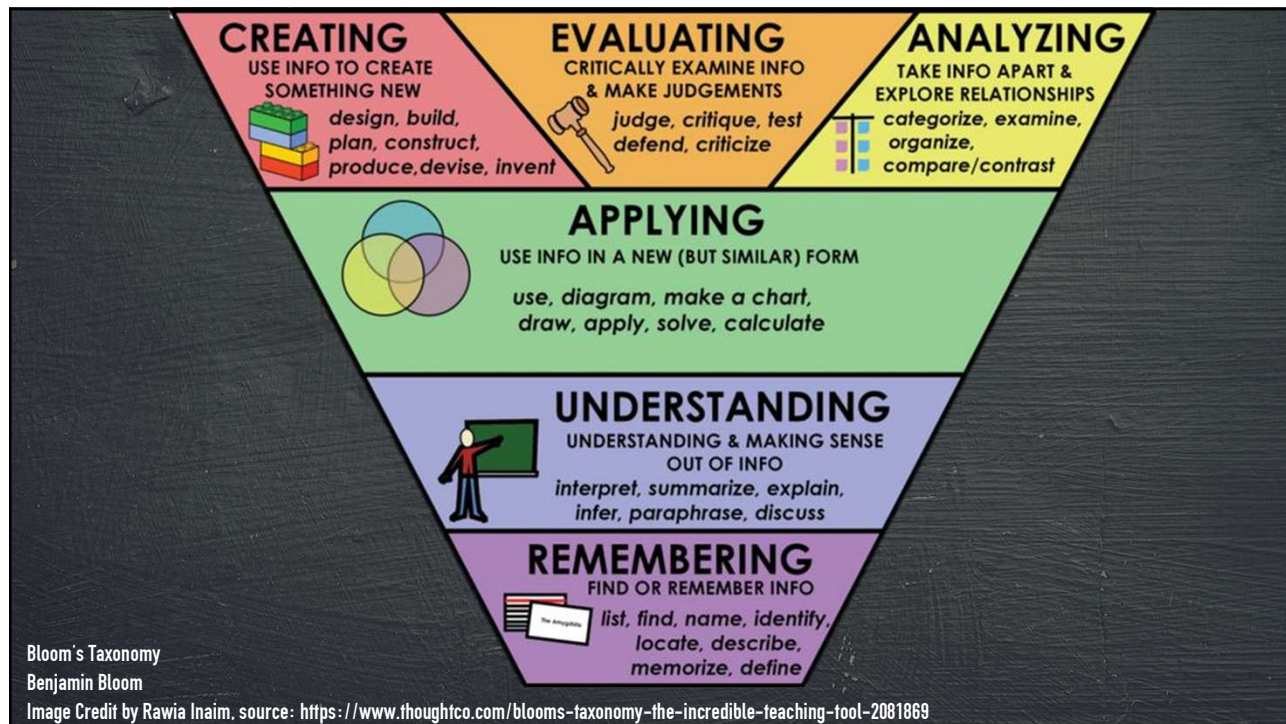 CREATING
USE INFO TO CREATE
SOMETHING NEW
design, build,
plan, construct,
produce,devise, invent
EVALUATING
CRITICALLY EXAMINE INFO
& MAKE JUDGEMENTS
judge, critique, test
defend, criticize
ANALYZING
TAKE INFO APART &
EXPLORE RELATIONSHIPS
categorize, examine,
organize,
compare/contrast
APPLYING
USE INFO IN A NEW (BUT SIMILAR) FORM
use, diagram, make a chart,
draw, apply, solve, calculate
UNDERSTANDING
UNDERSTANDING & MAKING SENSE
OUT OF INFO
interpret, summarize, explain,
infer, paraphrase, discuss
REMEMBERING
FIND OR REMEMBER INFO
The Amygdala
list, find, name, identify,
locate, describe,
memorize, define
Bloom's Taxonomy
Benjamin Bloom
Image Credit by Rawia Inaim, source: https://www.thoughtco.com/blooms-taxonomy-the-incredible-teaching-tool-2081869